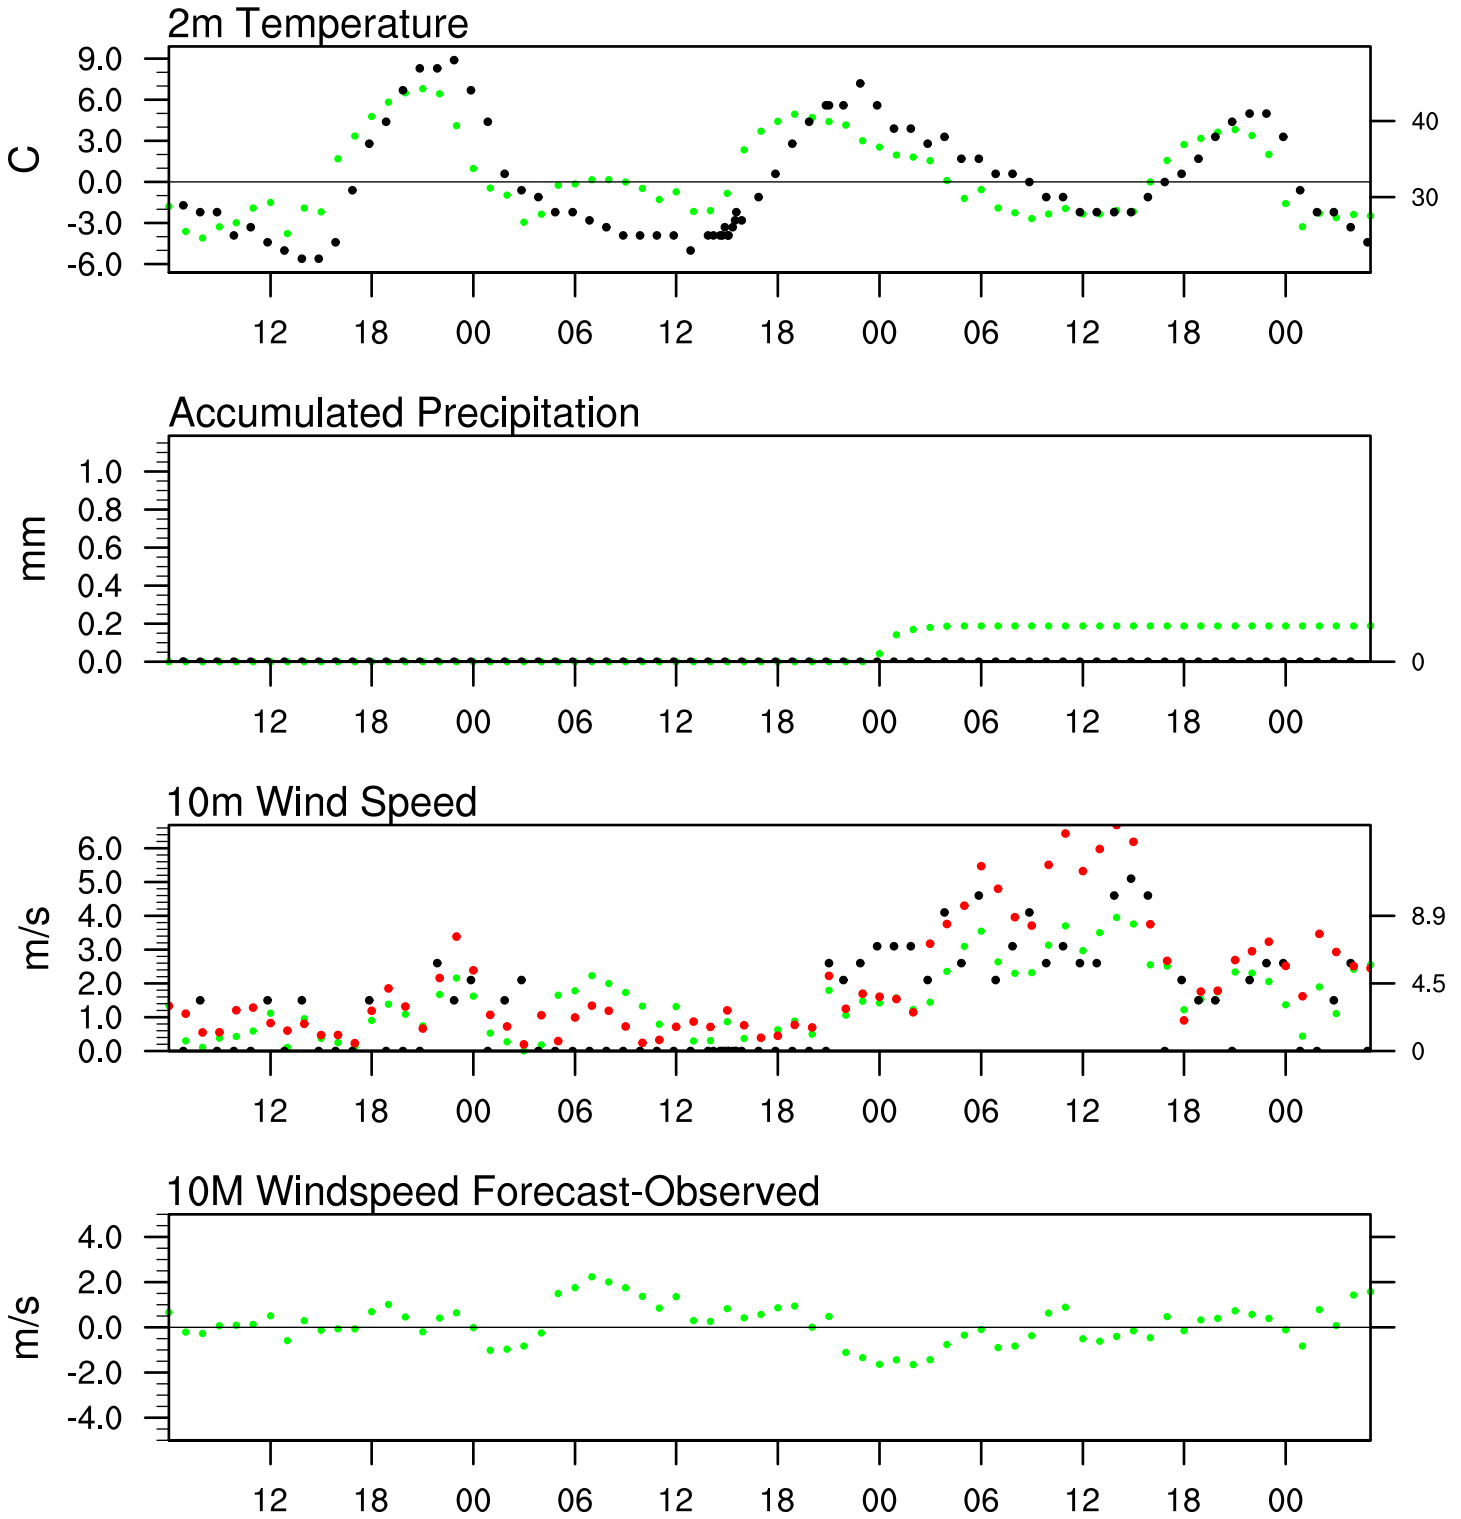 2m Temperature
9.0
6.0
3.0
0.0
-3.0
-6.0
C
40
30
12 18 00 06 12 18 00 06 12 18 00
Accumulated Precipitation
1.0
0.8
0.6
0.4
0.2
0.0
mm
0
12 18 00 06 12 18 00 06 12 18 00
10m Wind Speed
6.0
5.0
4.0
3.0
2.0
1.0
0.0
m/s
8.9
4.5
0
12 18 00 06 12 18 00 06 12 18 00
10M Windspeed Forecast-Observed
4.0
2.0
0.0
-2.0
-4.0
m/s
12 18 00 06 12 18 00 06 12 18 00